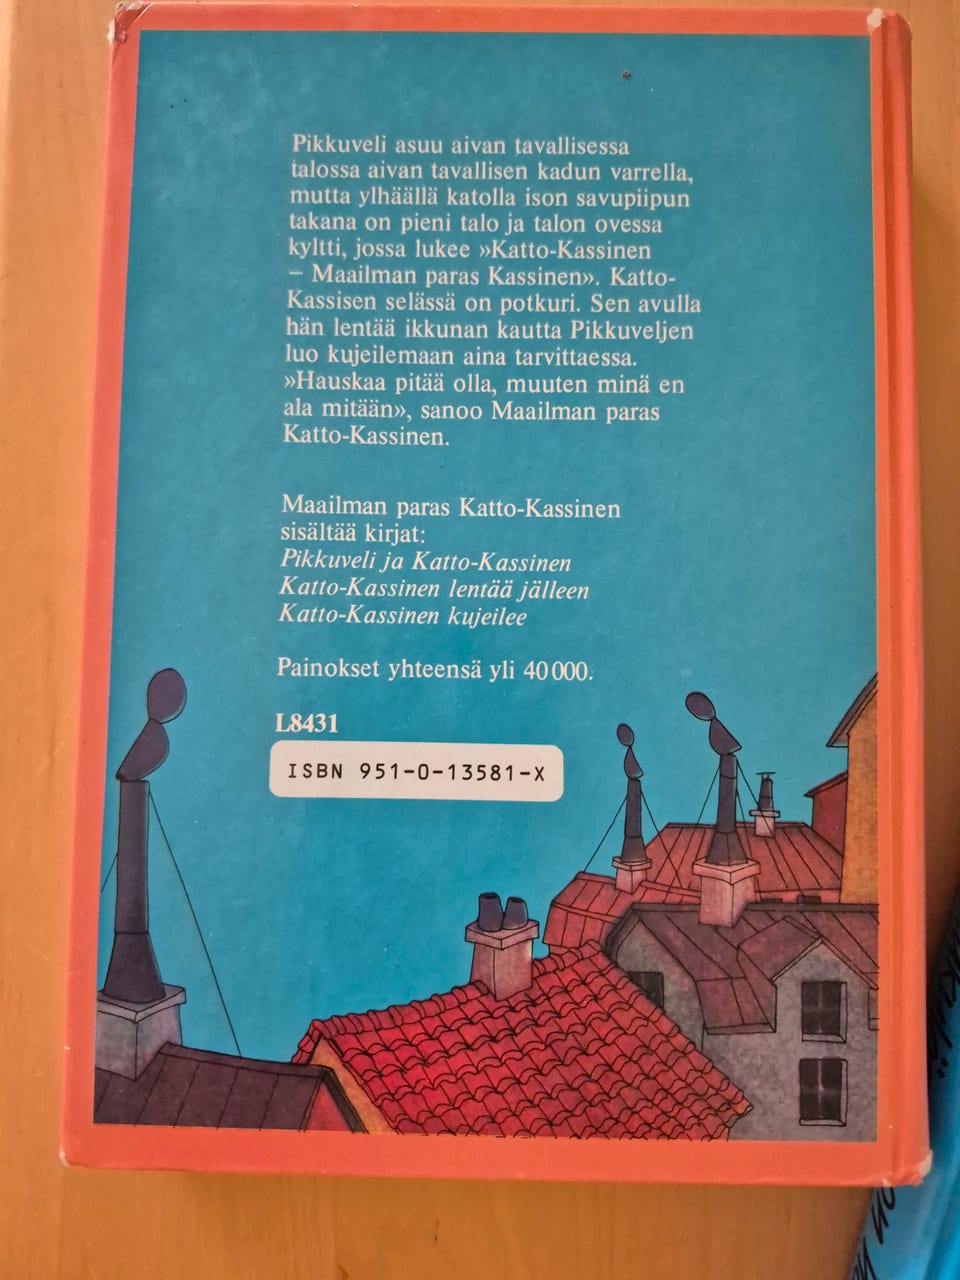 Pikkuveli asuu aivan tavallisessa
talossa aivan tavallisen kadun varrella,
mutta ylhäällä katolla ison savupiipun
takana on pieni talo ja talon ovessa
kyltti, jossa lukee »Katto-Kassinen
– Maailman paras Kassinen». Katto-
Kassisen selässä on potkuri. Sen avulla
hän lentää ikkunan kautta Pikkuveljen
luo kujeilemaan aina tarvittaessa.
»Hauskaa pitää olla, muuten minä en
ala mitään», sanoo Maailman paras
Katto-Kassinen.
Maailman paras Katto-Kassinen
sisältää kirjat:
Pikkuveli ja Katto-Kassinen
Katto-Kassinen lentää jälleen
Katto-Kassinen kujeilee
Painokset yhteensä yli 40 000.
L8431
ISBN 951-0-13581-X